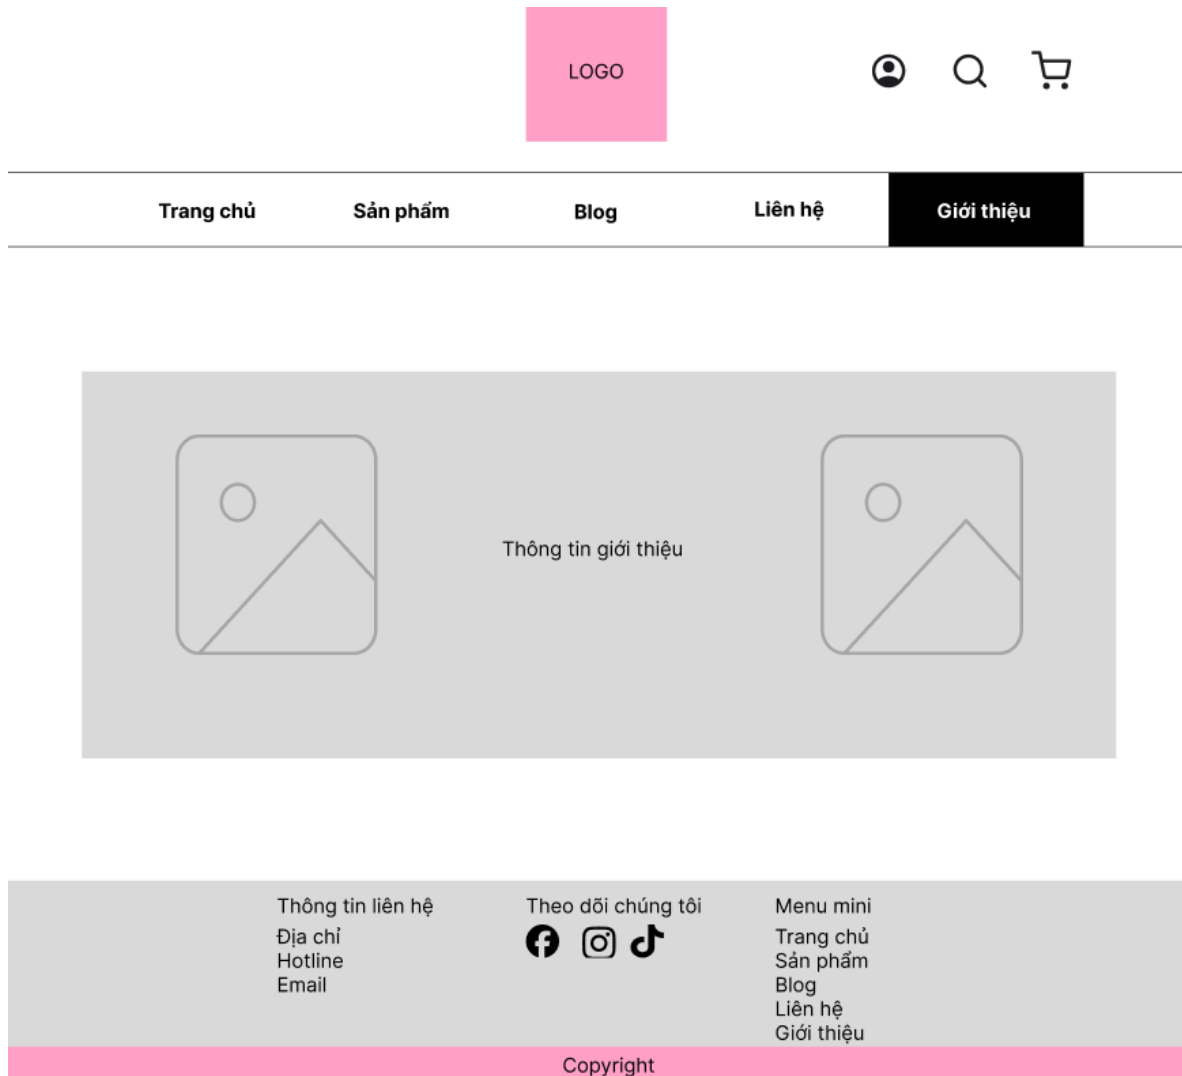 LOGO
Trang chủ
Sản phẩm
Blog
Liên hệ
Giới thiệu
Thông tin giới thiệu
Thông tin liên hệ
Địa chỉ
Hotline
Email
Theo dõi chúng tôi
Menu mini
Trang chủ
Sản phẩm
Blog
Liên hệ
Giới thiệu
Copyright